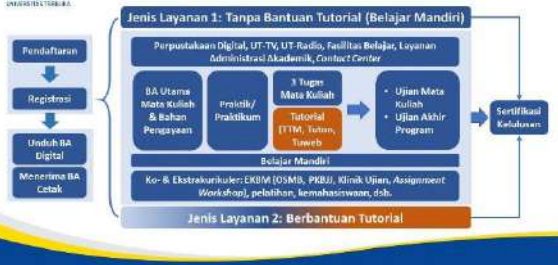 UNIVERSITAS TERBUKA
Jenis Layanan 1: Tanpa Bantuan Tutorial (Belajar Mandiri)
Pendaftaran
Registrasi
Unduh BA
Digital
Menerima BA
Cetak
Perpustakaan Digital, UT-TV, UT-Radio, Fasilitas Belajar, Layanan
Administrasi Akademik, Contact Center
BA Utama
Mata Kuliah
& Bahan
Pengayaan
Praktik/
Praktikum
3 Tugas
Mata Kuliah
Tutorial
(TTM, Tuton,
Tuweb
• Ujian Mata
Kuliah
• Ujian Akhir
Program
Belajar Mandiri
Ko- & Ekstrakurikuler: EKBM (OSMB, PKBJJ, Klinik Ujian, Assignment
Workshop), pelatihan, kemahasiswaan, dsb.
Jenis Layanan 2: Berbantuan Tutorial
Sertifikasi
Kelulusan